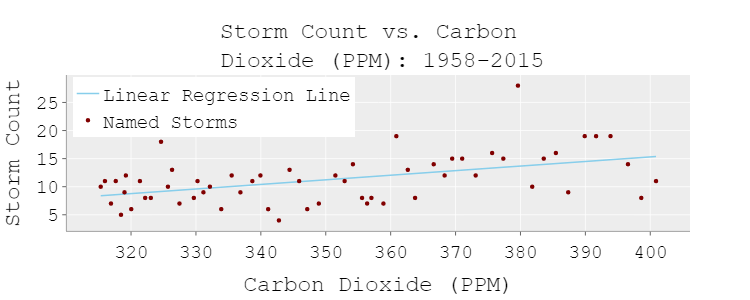 Storm Count vs. Carbon
Dioxide (PPM): 1958-2015
Storm Count
25
20
15
10
5
Linear Regression Line
Named Storms
320 330 340 350 360 370 380 390 400
Carbon Dioxide (PPM)